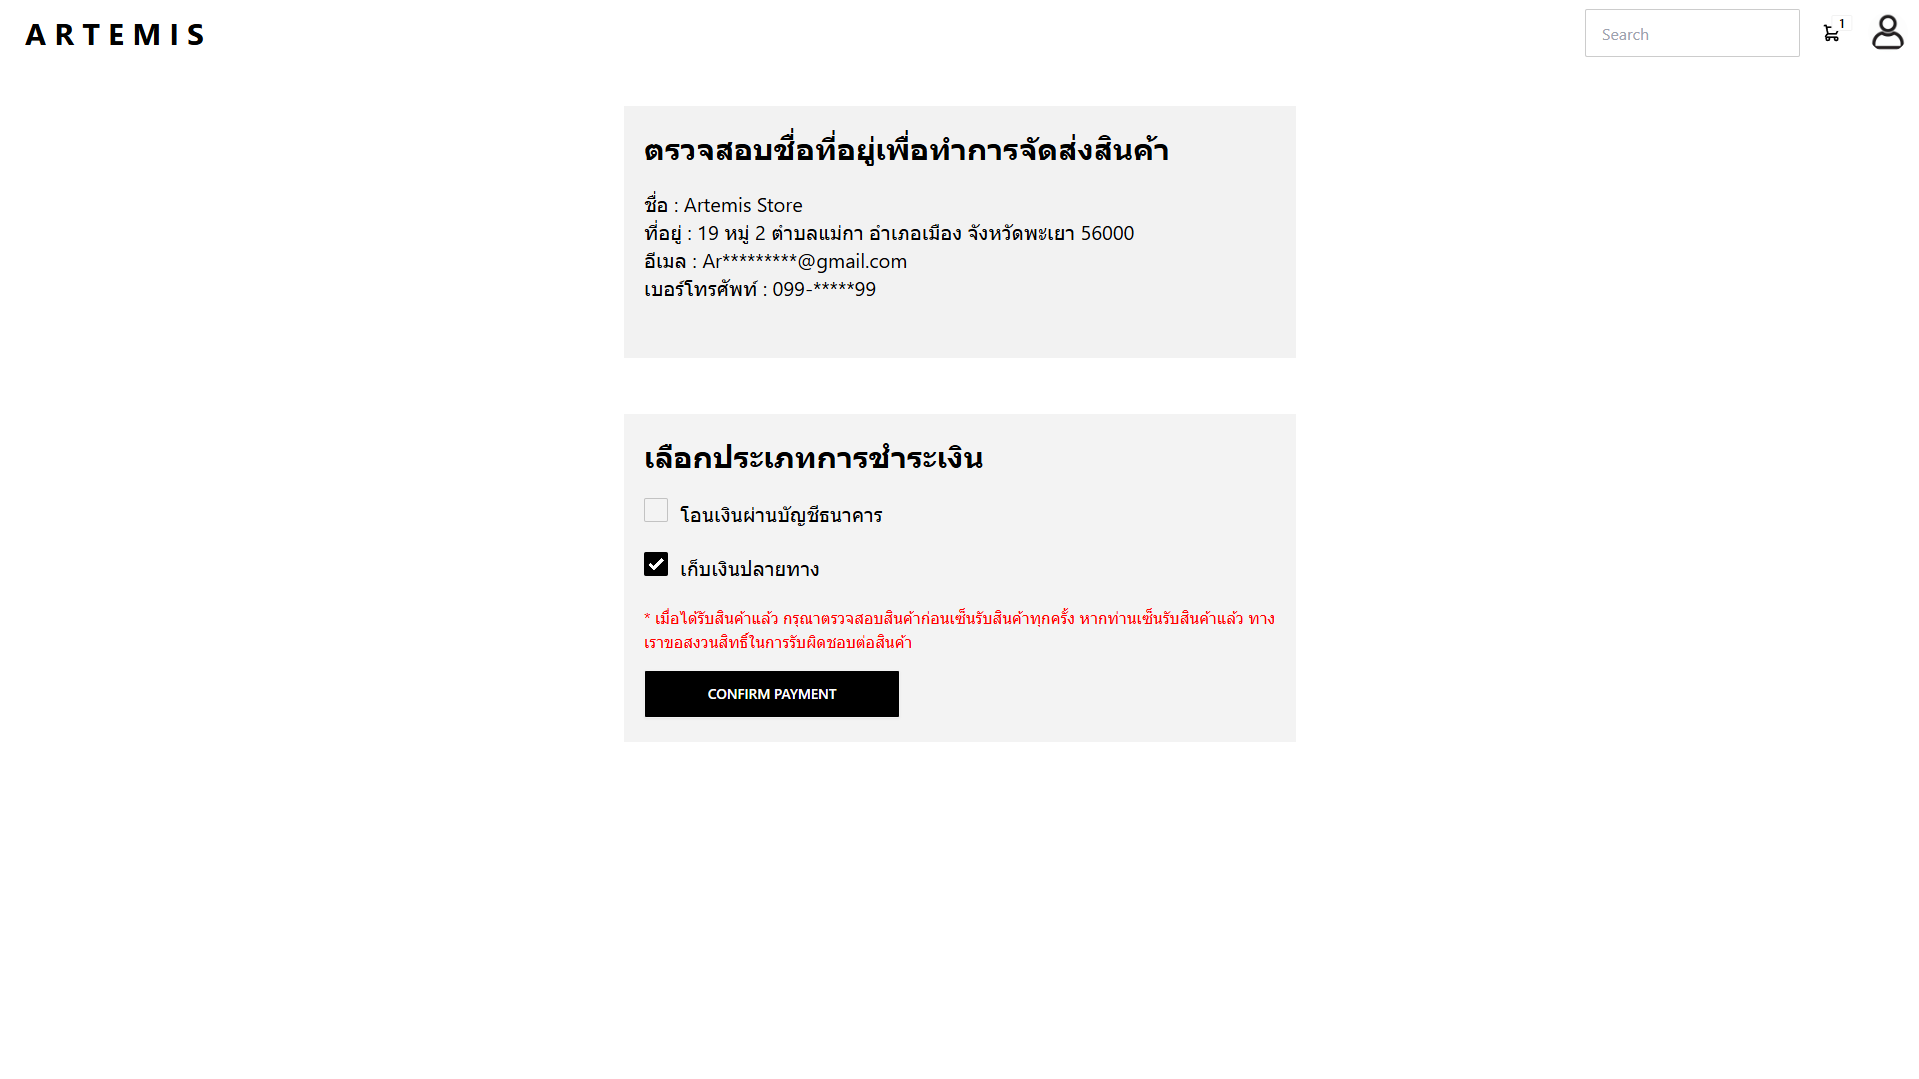 ARTEMIS
Search
1
ตรวจสอบชื่อที่อยู่เพื่อทำการจัดส่งสินค้า
ชื่อ : Artemis Store
ที่อยู่ : 19 หมู่ 2 ตำบลแม่กา อำเภอเมือง จังหวัดพะเยา 56000
อีเมล : Ar*********@gmail.com
เบอร์โทรศัพท์ : 099-*****99
เลือกประเภทการชำระเงิน
โอนเงินผ่านบัญชีธนาคาร
เก็บเงินปลายทาง
* เมื่อได้รับสินค้าแล้ว กรุณาตรวจสอบสินค้าก่อนเซ็นรับสินค้าทุกครั้ง หากท่านเซ็นรับสินค้าแล้ว ทาง
เราขอสงวนสิทธิ์ในการรับผิดชอบต่อสินค้า
CONFIRM PAYMENT